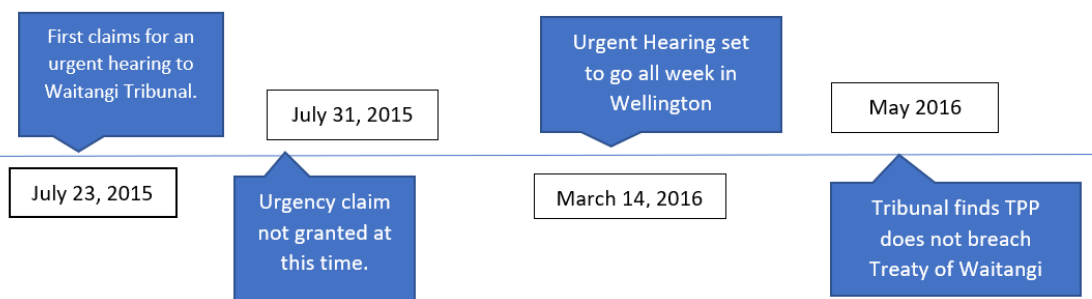 First claims for an
urgent hearing to
Waitangi Tribunal.
July 23, 2015
July 31, 2015
Urgency claim
not granted at
this time.
Urgent Hearing set
to go all week in
Wellington
March 14, 2016
May 2016
Tribunal finds TPP
does not breach
Treaty of Waitangi